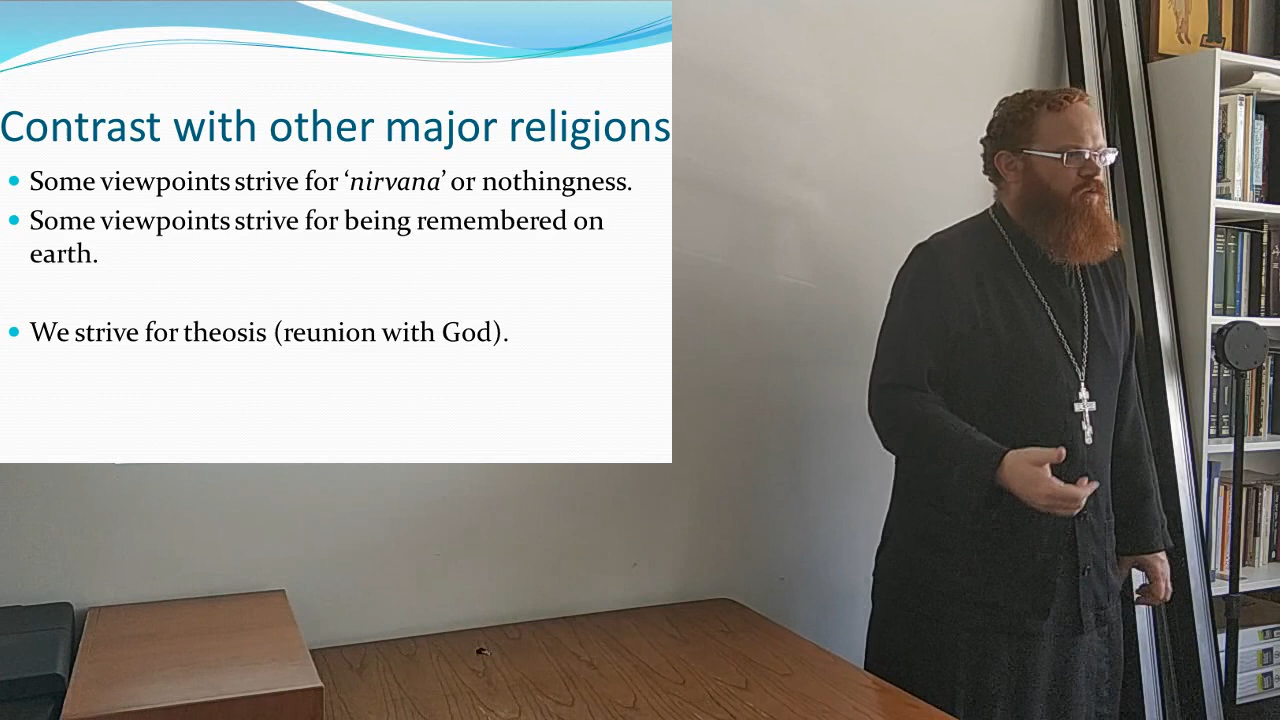 Contrast with other major religions
Some viewpoints strive for ‘nirvana’ or nothingness.
Some viewpoints strive for being remembered on
earth.
We strive for theosis (reunion with God).